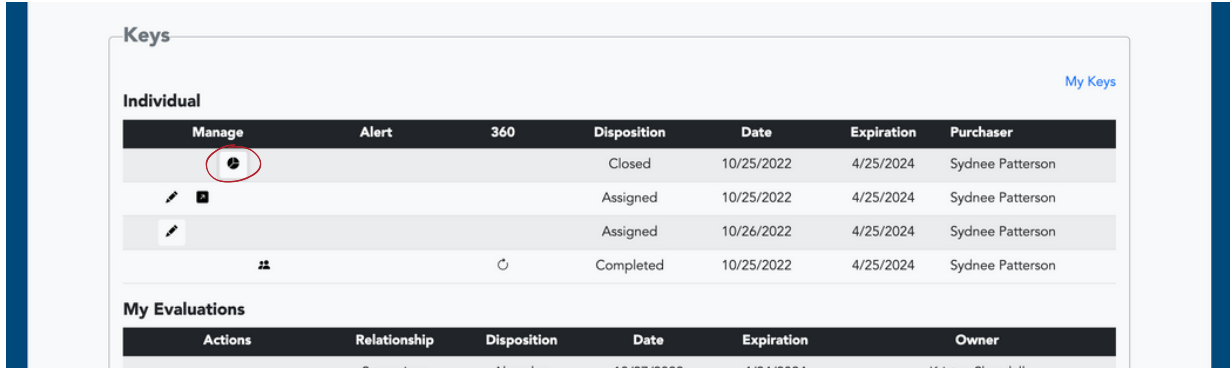 Keys
My Keys
Individual
Manage Alert 360 Disposition Date Expiration Purchaser
Closed 10/25/2022 4/25/2024 Sydnee Patterson
Assigned 10/25/2022 4/25/2024 Sydnee Patterson
Assigned 10/26/2022 4/25/2024 Sydnee Patterson
Completed 10/25/2022 4/25/2024 Sydnee Patterson
My Evaluations
Actions Relationship Disposition Date Expiration Owner